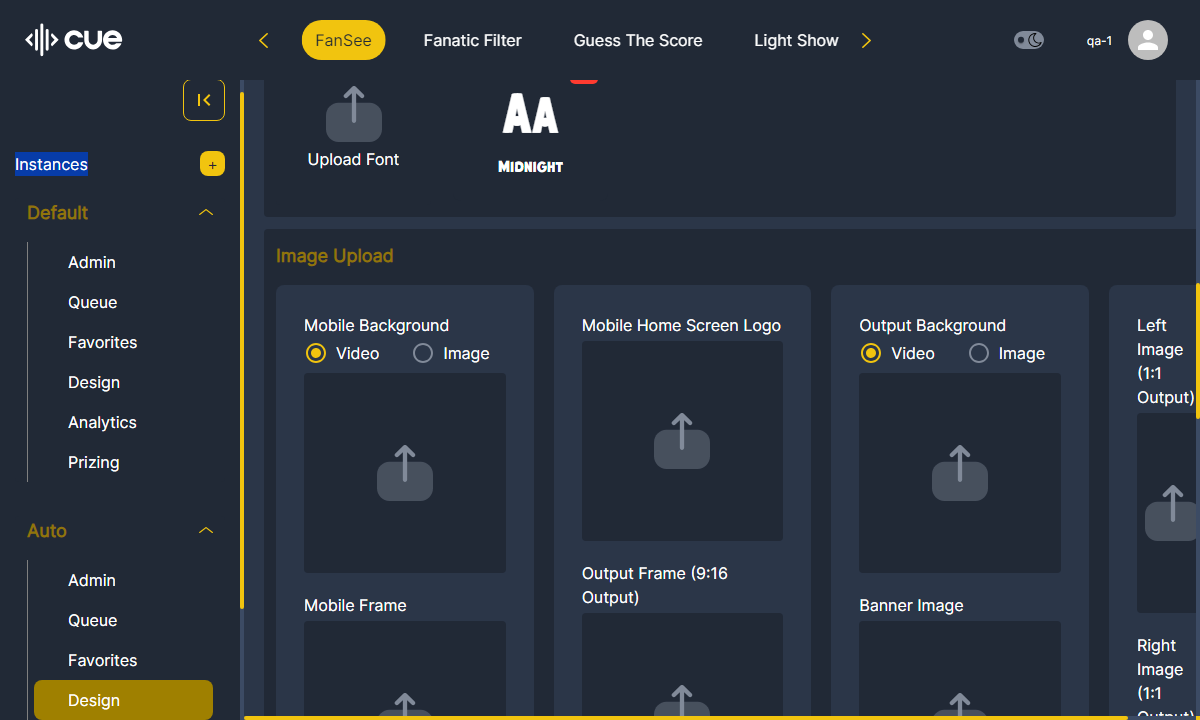 CUE
FanSee
Fanatic Filter
Guess The Score
Light Show
qa-1
Instances
+
Default
Admin
Queue
Favorites
Design
Analytics
Prizing
Auto
Admin
Queue
Favorites
Design
Upload Font
AA
MIDNIGHT
Image Upload
Mobile Background
Video
Image
Mobile Frame
Mobile Home Screen Logo
Output Frame (9:16
Output)
Output Background
Video
Image
Banner Image
Left
Image
(1:1
Output)
Right
Image
(1:1
Output)